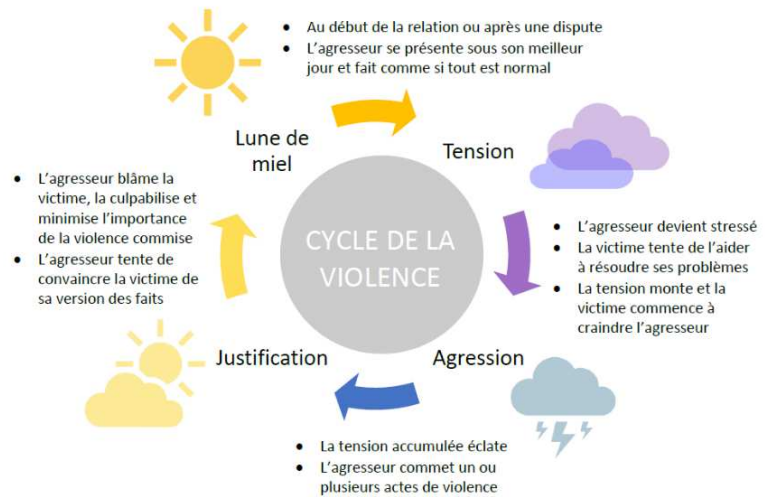 • Au début de la relation ou après une dispute
• L'agresseur se présente sous son meilleur
jour et fait comme si tout est normal
Lune de
miel
Tension
• L'agresseur blâme la
victime, la culpabilise et
minimise l'importance
de la violence commise
• L'agresseur tente de
convaincre la victime de
sa version des faits
CYCLE DE LA
VIOLENCE
• L'agresseur devient stressé
• La victime tente de l'aider
à résoudre ses problèmes
• La tension monte et la
victime commence à
craindre l'agresseur
Justification
Agression
• La tension accumulée éclate
• L'agresseur commet un ou
plusieurs actes de violence